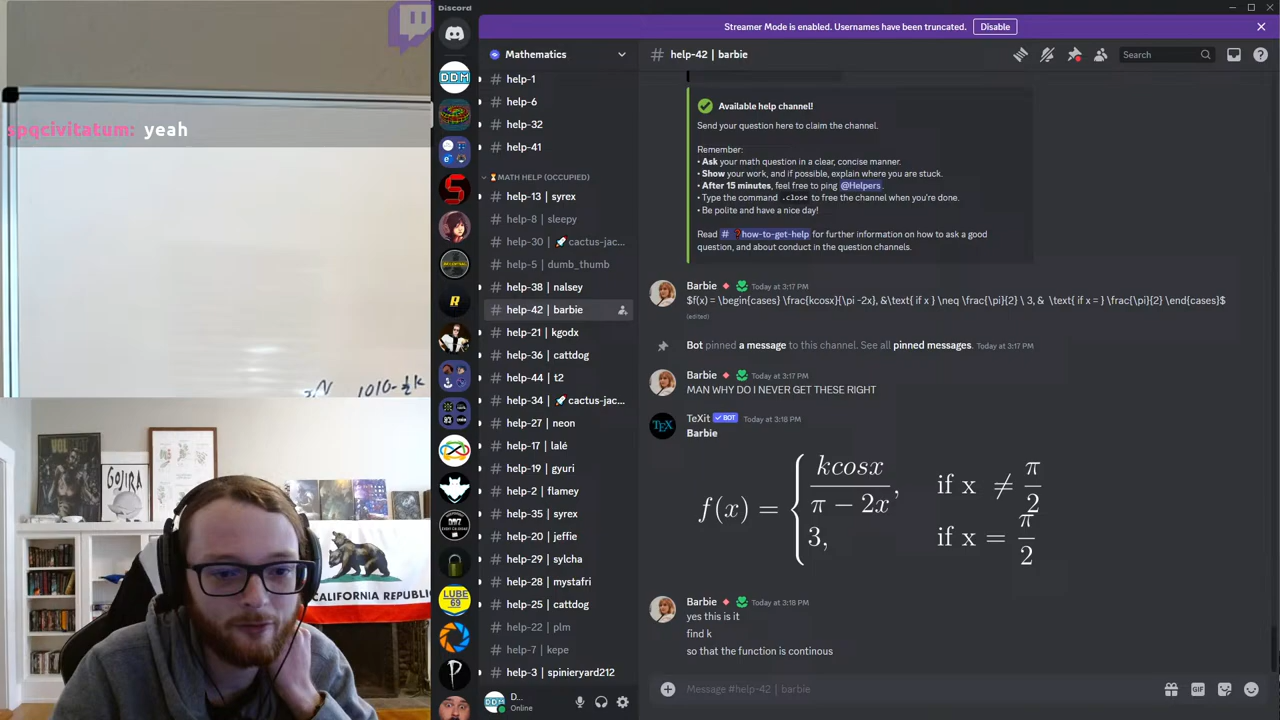 Discord
Streamer Mode is enabled. Usernames have been truncated.
Disable
spqcivitatum: yeah
1010-½k
VOL
GOJIRA
CALIFORNIA REPUBLI
DDM
LUBE
69
Mathematics
help-1
help-6
help-32
help-41
MATH HELP (OCCUPIED)
help-13 | syrex
help-8 | sleepy
help-30 | 🚀 cactus-jac...
help-5 | dumb_thumb
help-38 | nalsey
help-42 | barbie
help-21 | kgodx
help-36 | cattdog
help-44 | t2
help-34 | 🚀 cactus-jac...
help-27 | neon
help-17 | lalé
help-19 | gyuri
help-2 | flamey
help-35 | syrex
help-20 | jeffie
help-29 | sylcha
help-28 | mystafri
help-25 | cattdog
help-22 | plm
help-7 | kepe
help-3 | spinieryard212
D...
Online
# help-42 | barbie
Search
Available help channel!
Send your question here to claim the channel.
Remember:
• Ask your math question in a clear, concise manner.
• Show your work, and if possible, explain where you are stuck.
• After 15 minutes, feel free to ping @Helpers.
• Type the command .close to free the channel when you're done.
• Be polite and have a nice day!
Read # ❓how-to-get-help for further information on how to ask a good
question, and about conduct in the question channels.
Barbie Today at 3:17 PM
$f(x) = \begin{cases} \frac{kcosx}{\pi -2x}, &\text{ if x } \neq \frac{\pi}{2} \ 3, & \text{ if x = } \frac{\pi}{2} \end{cases}$
(edited)
Bot pinned a message to this channel. See all pinned messages. Today at 3:17 PM
Barbie Today at 3:17 PM
MAN WHY DO I NEVER GET THESE RIGHT
TeXit ✓ BOT Today at 3:18 PM
Barbie
f(x) = { kcosx / π − 2x, if x ≠ π/2
3, if x = π/2
Barbie Today at 3:18 PM
yes this is it
find k
so that the function is continous
Message #help-42 | barbie
GIF